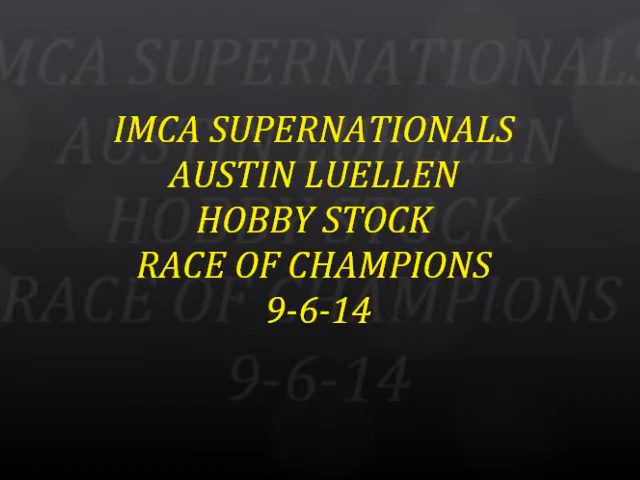 IMCA SUPERNATIONALS
AUSTIN LUELLEN
HOBBY STOCK
RACE OF CHAMPIONS
9-6-14